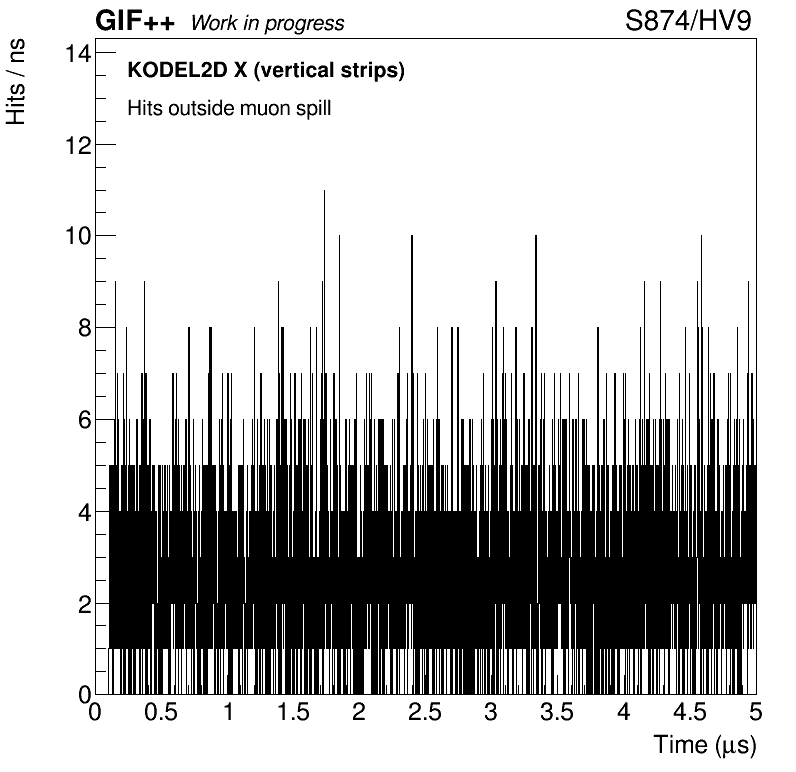 GIF++ Work in progress S874/HV9
Hits / ns
14
KODEL2D X (vertical strips)
Hits outside muon spill
12
10
8
6
4
2
0
0 0.5 1 1.5 2 2.5 3 3.5 4 4.5 5
Time (μs)